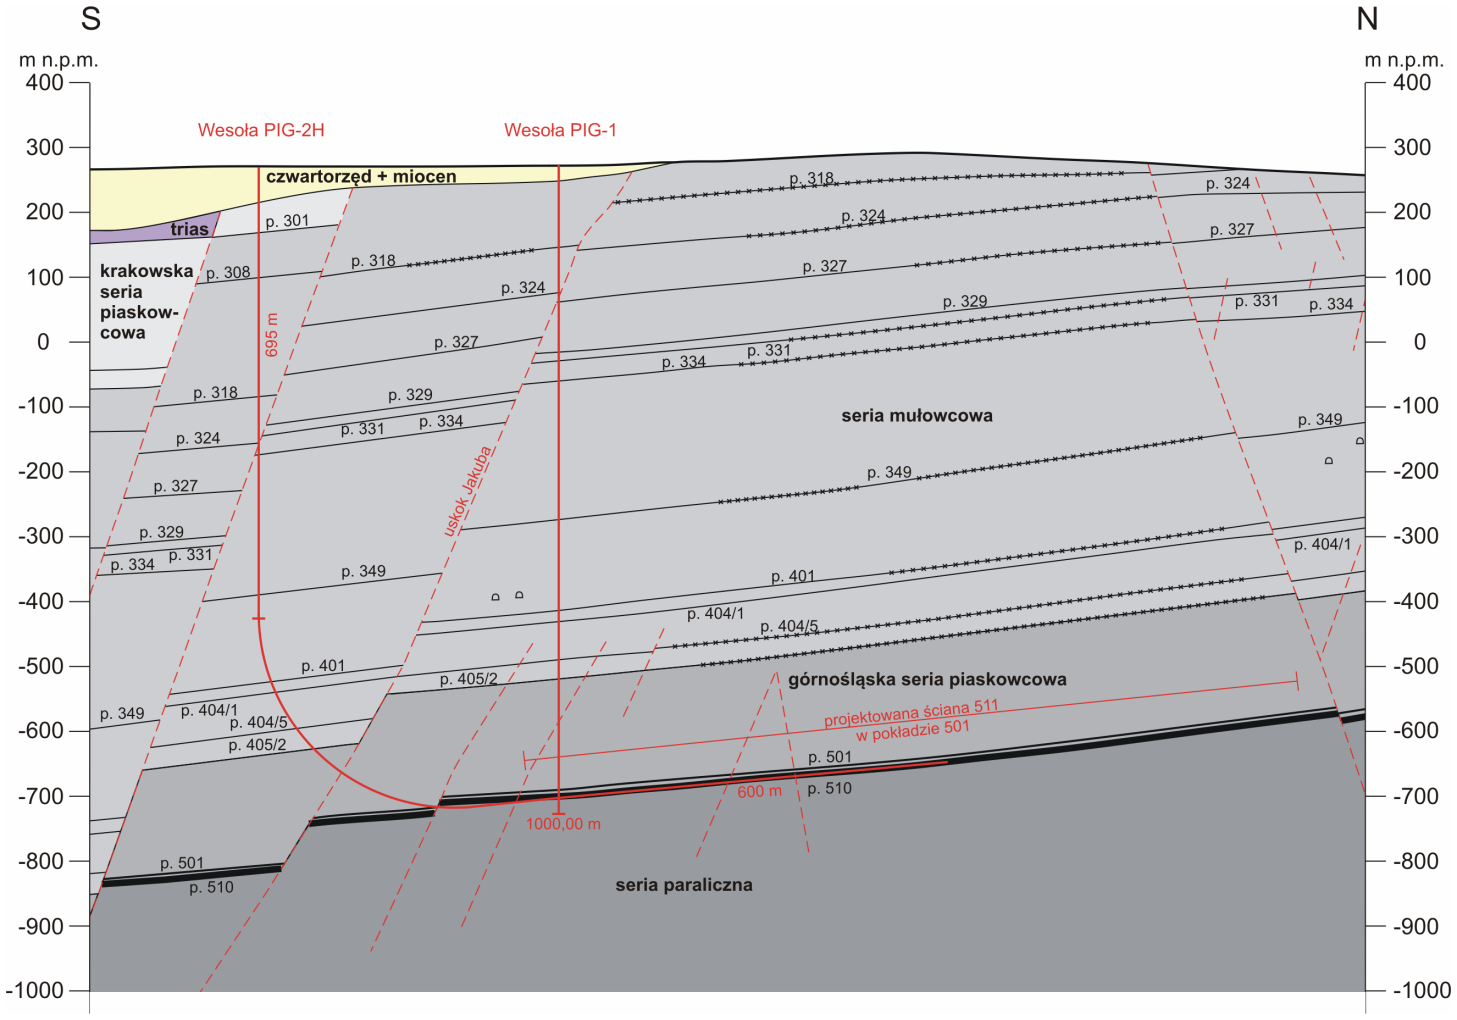 S
N
m n.p.m.
m n.p.m.
400
400
Wesoła PIG-2H
Wesoła PIG-1
300
300
czwartorzęd + miocen
p. 318
p. 324
200
200
trias
p. 301
p. 324
p. 327
krakowska
seria
piaskow-
cowa
p. 308
p. 318
p. 327
100
100
p. 324
p. 329
p. 331
p. 334
695 m
0
0
p. 327
p. 331
p. 334
p. 318
p. 329
-100
-100
p. 324
p. 331
p. 334
seria mułowcowa
p. 349
-200
-200
p. 327
uskok Jakuba
p. 349
-300
-300
p. 329
p. 331
p. 334
p. 404/1
p. 349
p. 401
-400
-400
p. 404/1
p. 404/5
-500
-500
p. 401
p. 405/2
górnośląska seria piaskowcowa
p. 349
p. 404/1
p. 404/5
projektowana ściana 511
w pokładzie 501
-600
-600
p. 405/2
p. 501
-700
-700
600 m
p. 510
1000,00 m
-800
-800
p. 501
p. 510
seria paraliczna
-900
-900
-1000
-1000